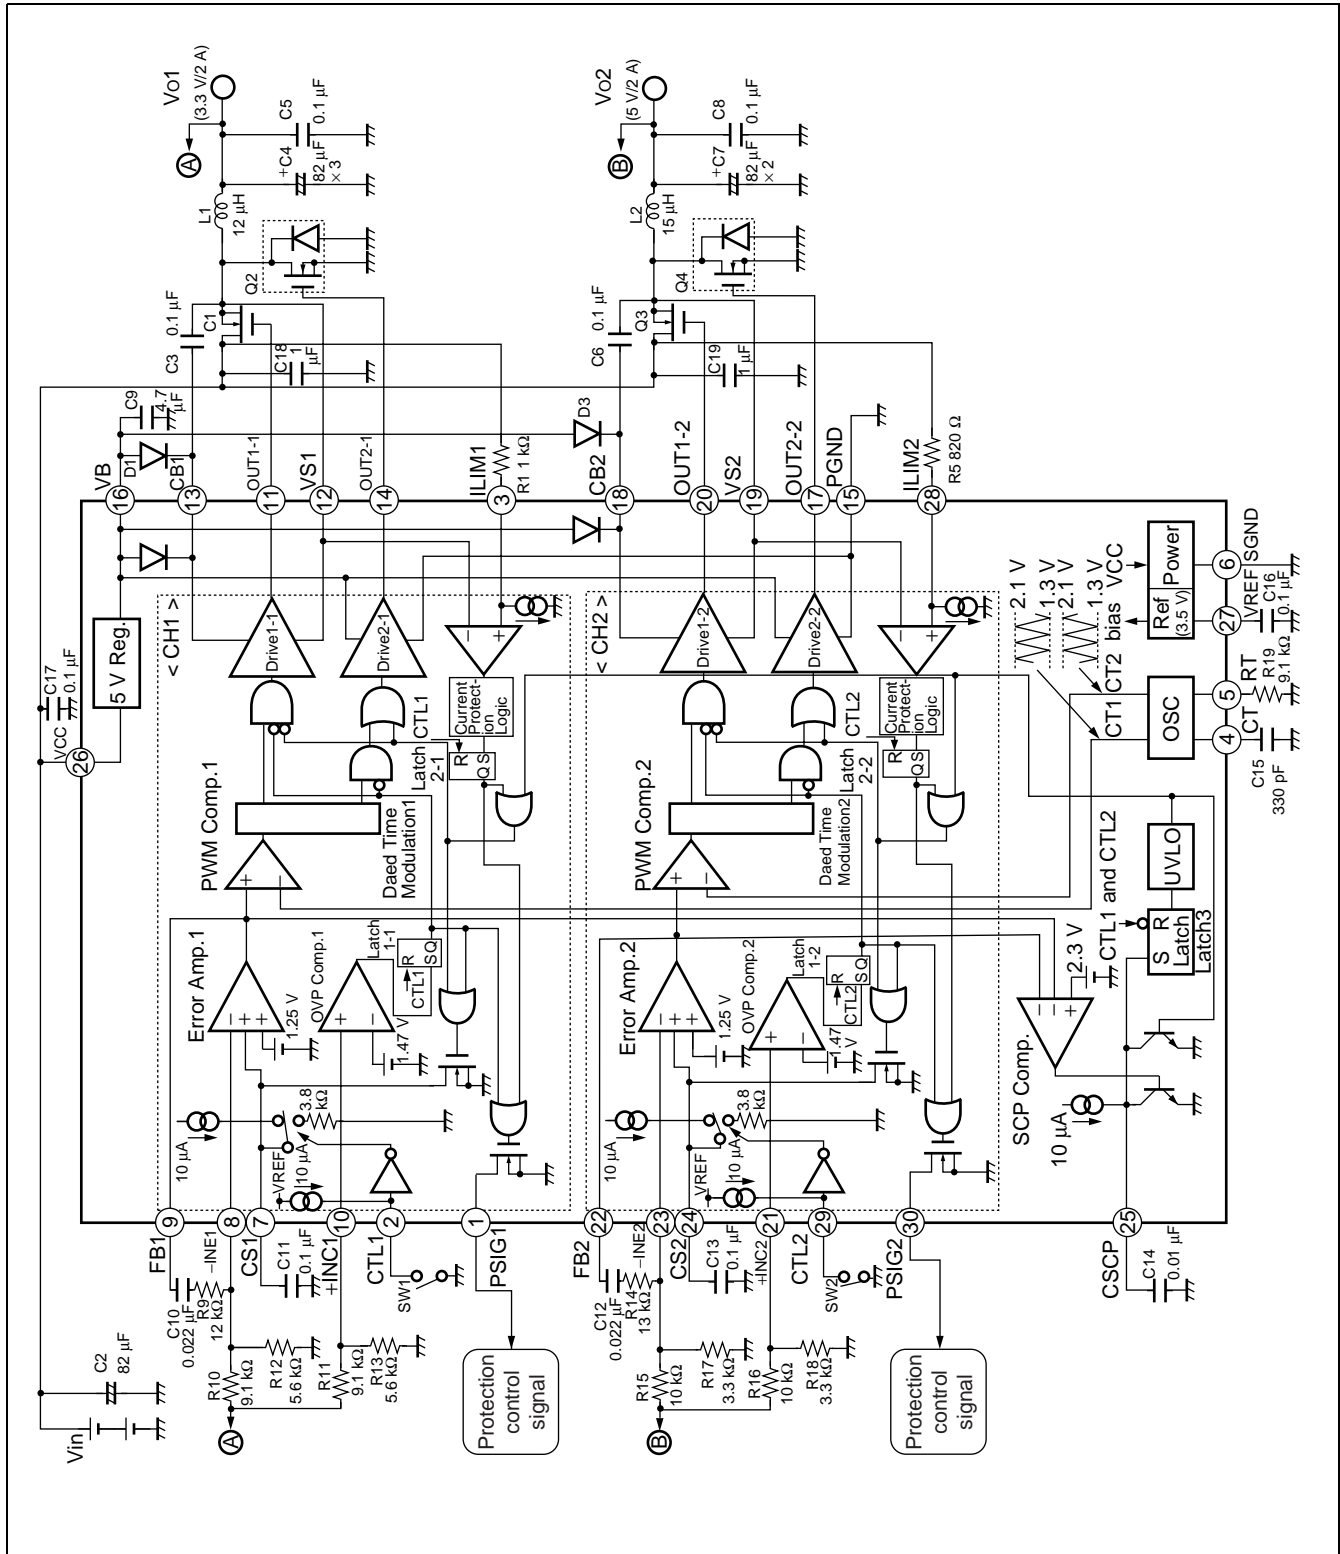 Vo1
(3.3 V/2 A)
A
C5
0.1 µF
+C4
82 µF
× 3
L1
12 µH
Q2
0.1 µF
C3
C1
C18
1
µF
C9
4.7
µF
VB
D1
CB1
OUT1-1
VS1
OUT2-1
ILIM1
R1 1 kΩ
16
13
11
12
14
3
Vo2
(5 V/2 A)
B
C8
0.1 µF
+C7
82 µF
× 2
L2
15 µH
Q4
0.1 µF
C6
Q3
C19
1 µF
D3
CB2
OUT1-2
VS2
OUT2-2
PGND
ILIM2
R5 820 Ω
18
20
19
17
15
28
C17
0.1 µF
VCC
26
5 V Reg.
< CH1 >
Drive1-1
Drive2-1
−
+
CTL1
Current
Protect-
ion
Logic
Latch
2-1
R
Q S
PWM Comp.1
+
−
Daed Time
Modulation1
Error Amp.1
−
+
+
1.25 V
OVP Comp.1
+
−
1.47
V
Latch
1-1
R
S Q
CTL1
10 µA
3.8
kΩ
VREF
10 µA
< CH2 >
Drive1-2
Drive2-2
−
+
CTL2
Current
Protect-
ion
Logic
Latch
2-2
R
Q S
PWM Comp.2
+
−
Daed Time
Modulation2
Error Amp.2
−
+
+
1.25 V
OVP Comp.2
+
−
1.47
V
Latch
1-2
R
S Q
CTL2
10 µA
3.8
kΩ
VREF
10 µA
2.1 V
1.3 V
2.1 V
1.3 V
CT1
CT2
bias
VCC
OSC
Ref
(3.5 V)
Power
4
5
27
6
CT
RT
VREF
SGND
C15
330 pF
R19
9.1 kΩ
C16
0.1 µF
UVLO
S
R
Latch
Latch3
CTL1 and CTL2
2.3 V
SCP Comp.
−
−
+
10 µA
9
8
7
10
2
1
FB1
−INE1
CS1
+INC1
CTL1
PSIG1
C10
0.022 µF
R9
12 kΩ
C11
0.1 µF
SW1
R10
9.1 kΩ
R12
5.6 kΩ
R11
9.1 kΩ
R13
5.6 kΩ
C2
82 µF
Vin
A
Protection
control
signal
22
23
24
21
29
30
FB2
−INE2
CS2
+INC2
CTL2
PSIG2
C12
0.022 µF
R14
13 kΩ
C13
0.1 µF
SW2
R15
10 kΩ
R17
3.3 kΩ
R16
10 kΩ
R18
3.3 kΩ
B
Protection
control
signal
25
CSCP
C14
0.01 µF